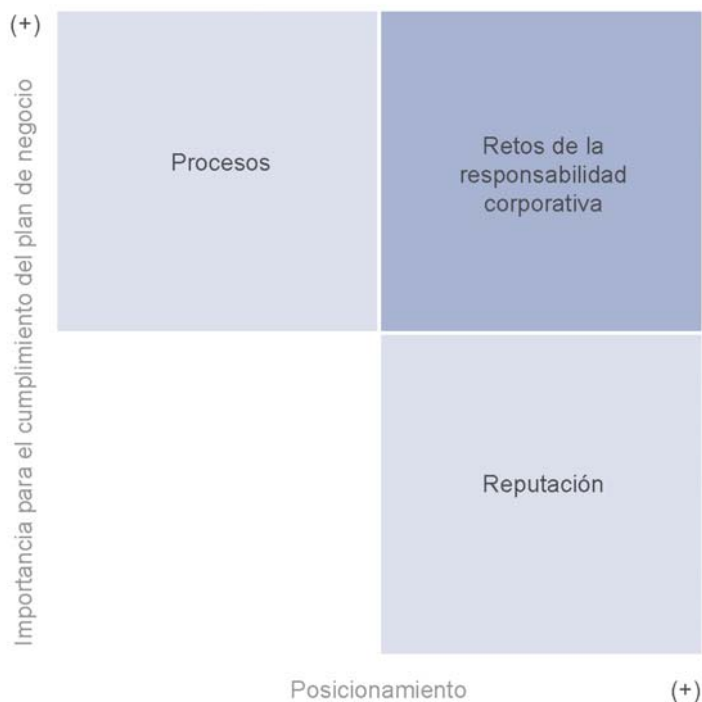 (+)
Importancia para el cumplimiento del plan de negocio
Procesos
Retos de la
responsabilidad
corporativa
Reputación
Posicionamiento
(+)